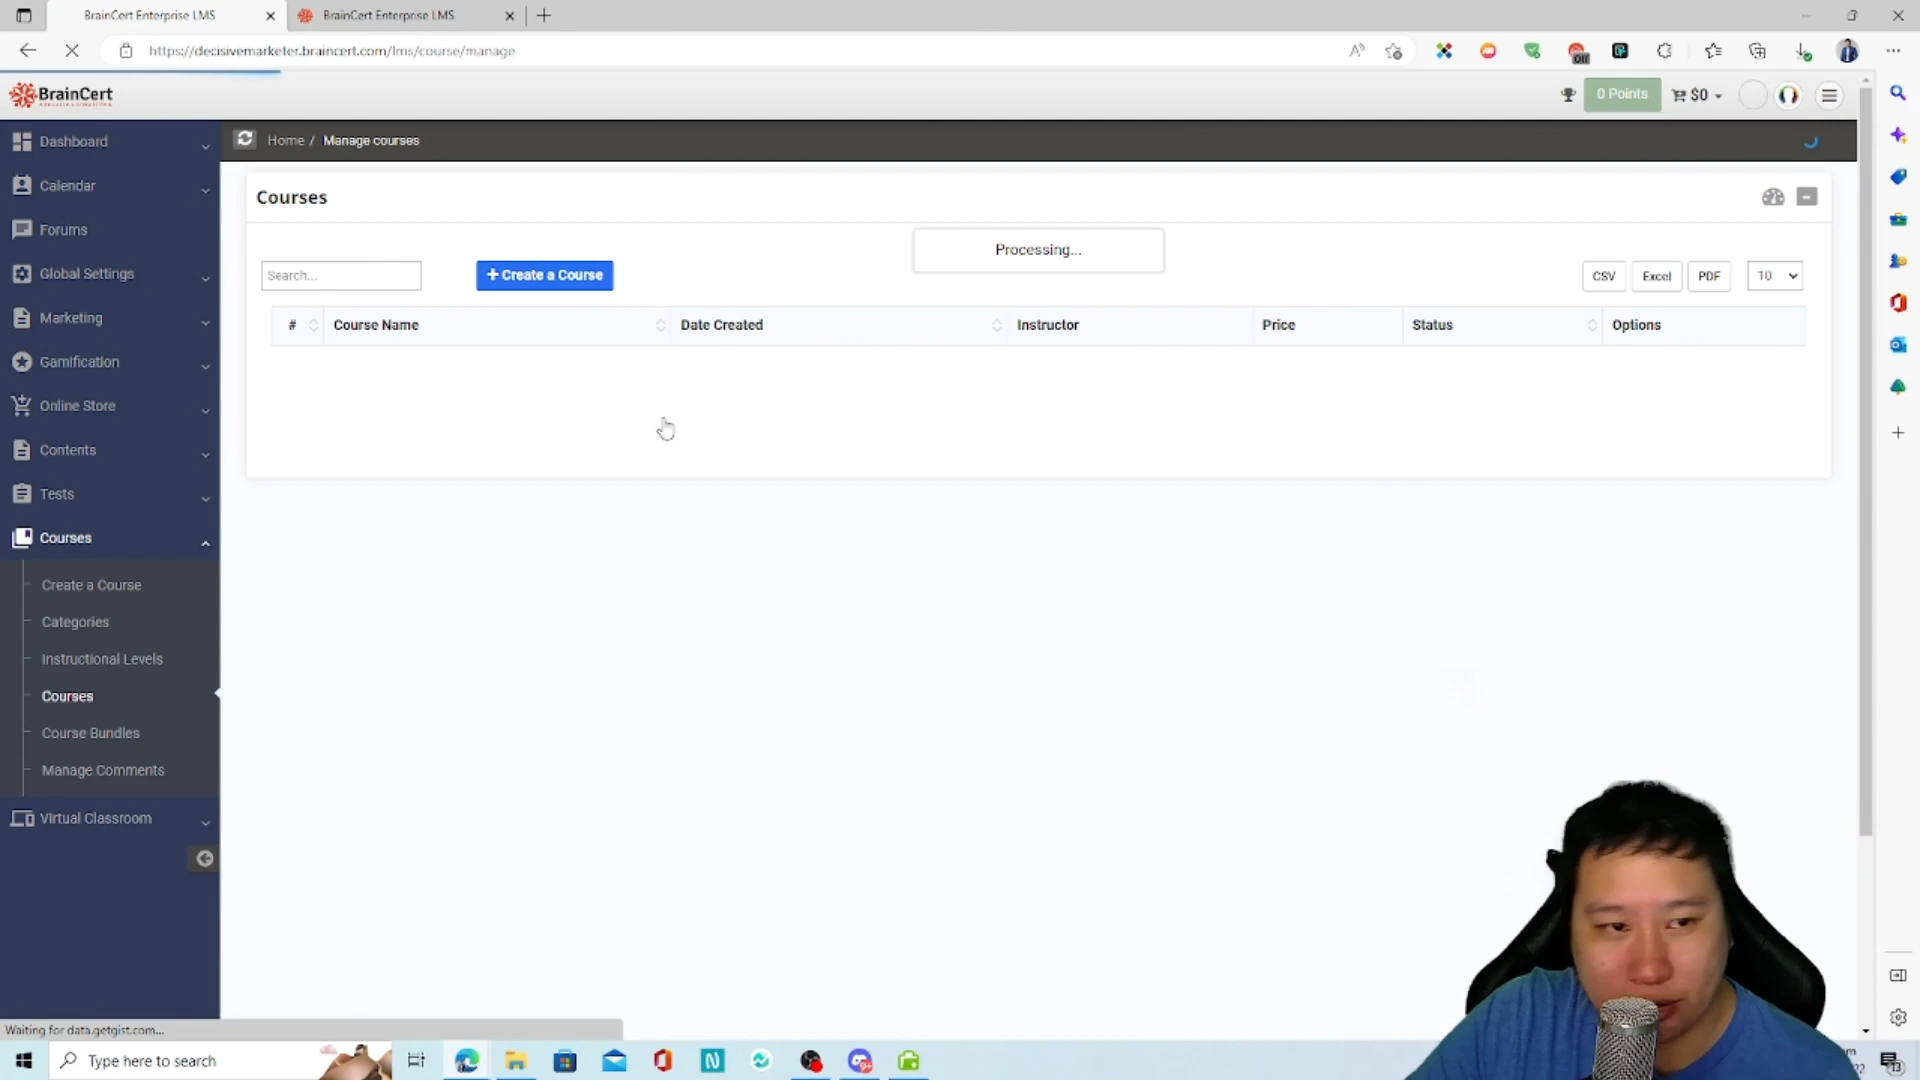 BrainCert Enterprise LMS
BrainCert Enterprise LMS
https://decisivemarketer.braincert.com/lms/course/manage
off
BrainCert
0 Points
$0
Dashboard
Calendar
Forums
Global Settings
Marketing
Gamification
Online Store
Contents
Tests
Courses
Create a Course
Categories
Instructional Levels
Courses
Course Bundles
Manage Comments
Virtual Classroom
Home / Manage courses
Courses
Processing...
Search...
+ Create a Course
CSV
Excel
PDF
10
# Course Name Date Created Instructor Price Status Options
Waiting for data.getgist.com...
Type here to search
13